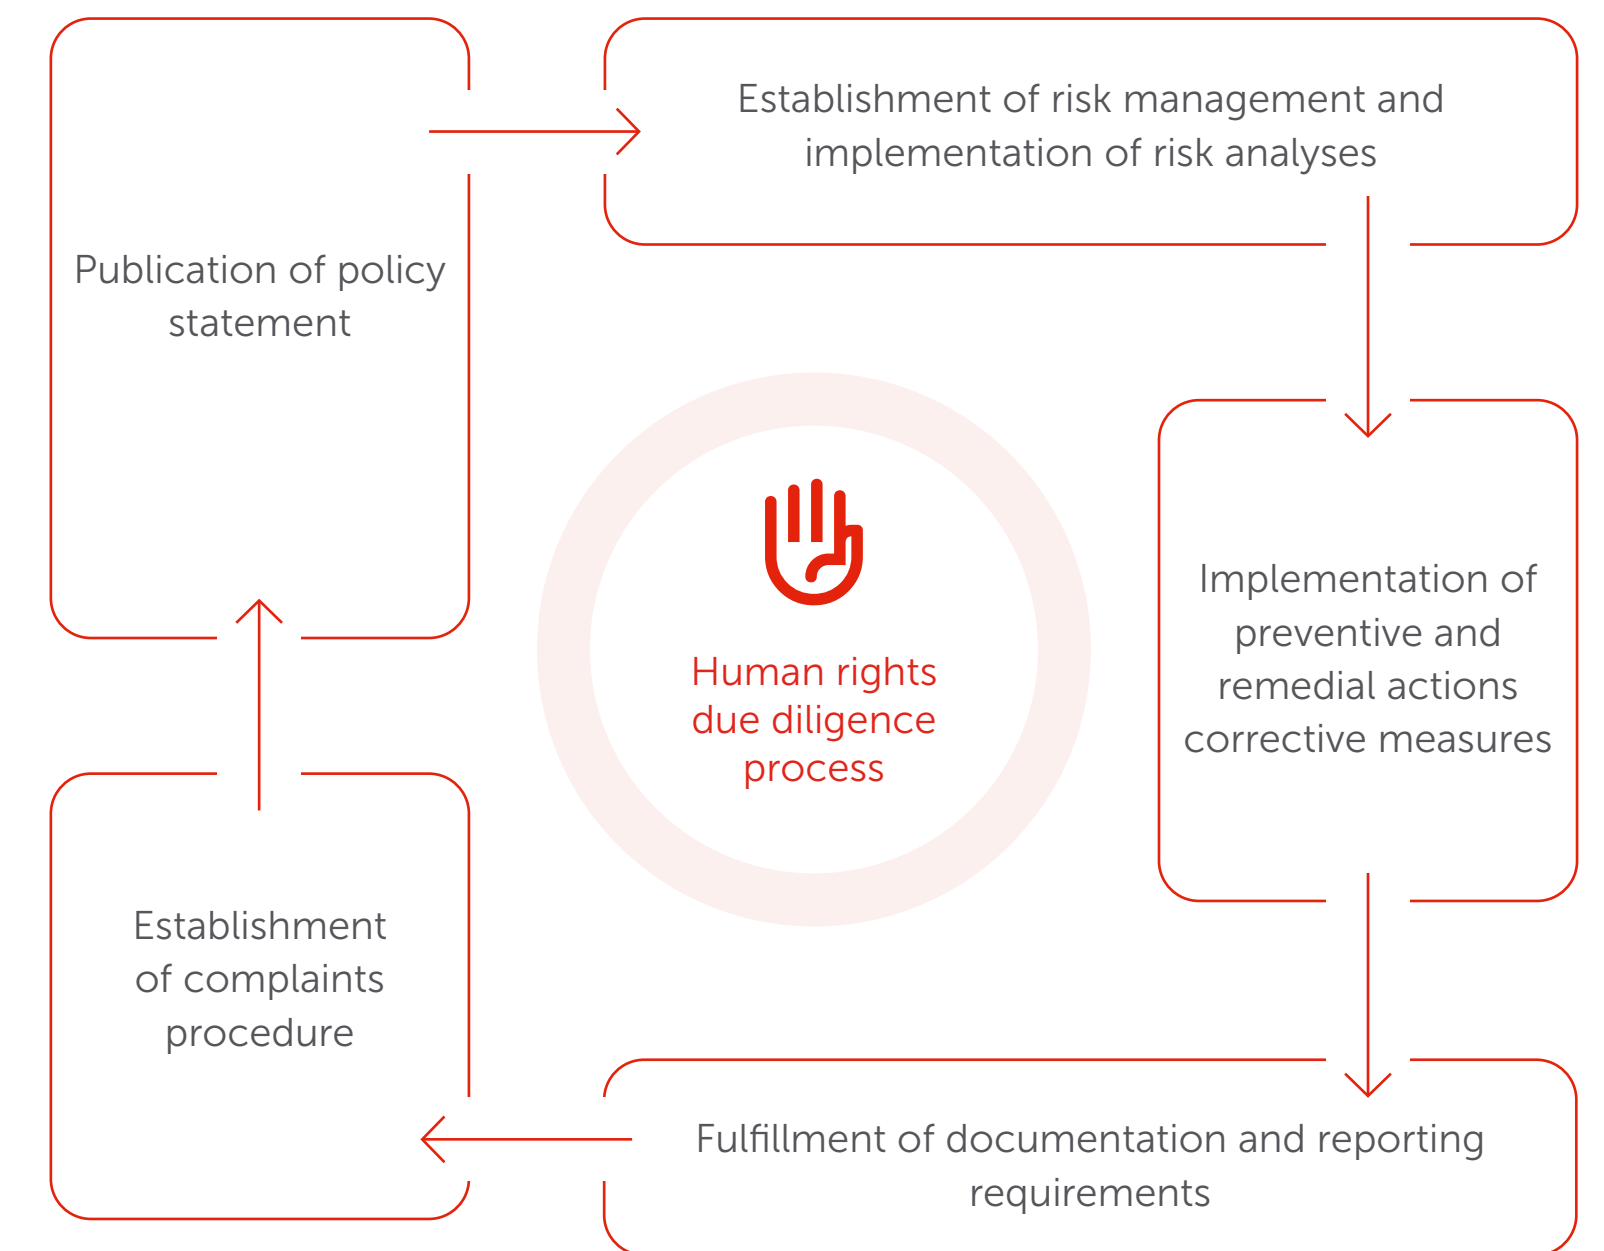 Publication of policy
statement
Establishment of risk management and
implementation of risk analyses
Implementation of
preventive and
remedial actions
corrective measures
Fulfillment of documentation and reporting
requirements
Establishment
of complaints
procedure
Human rights
due diligence
process